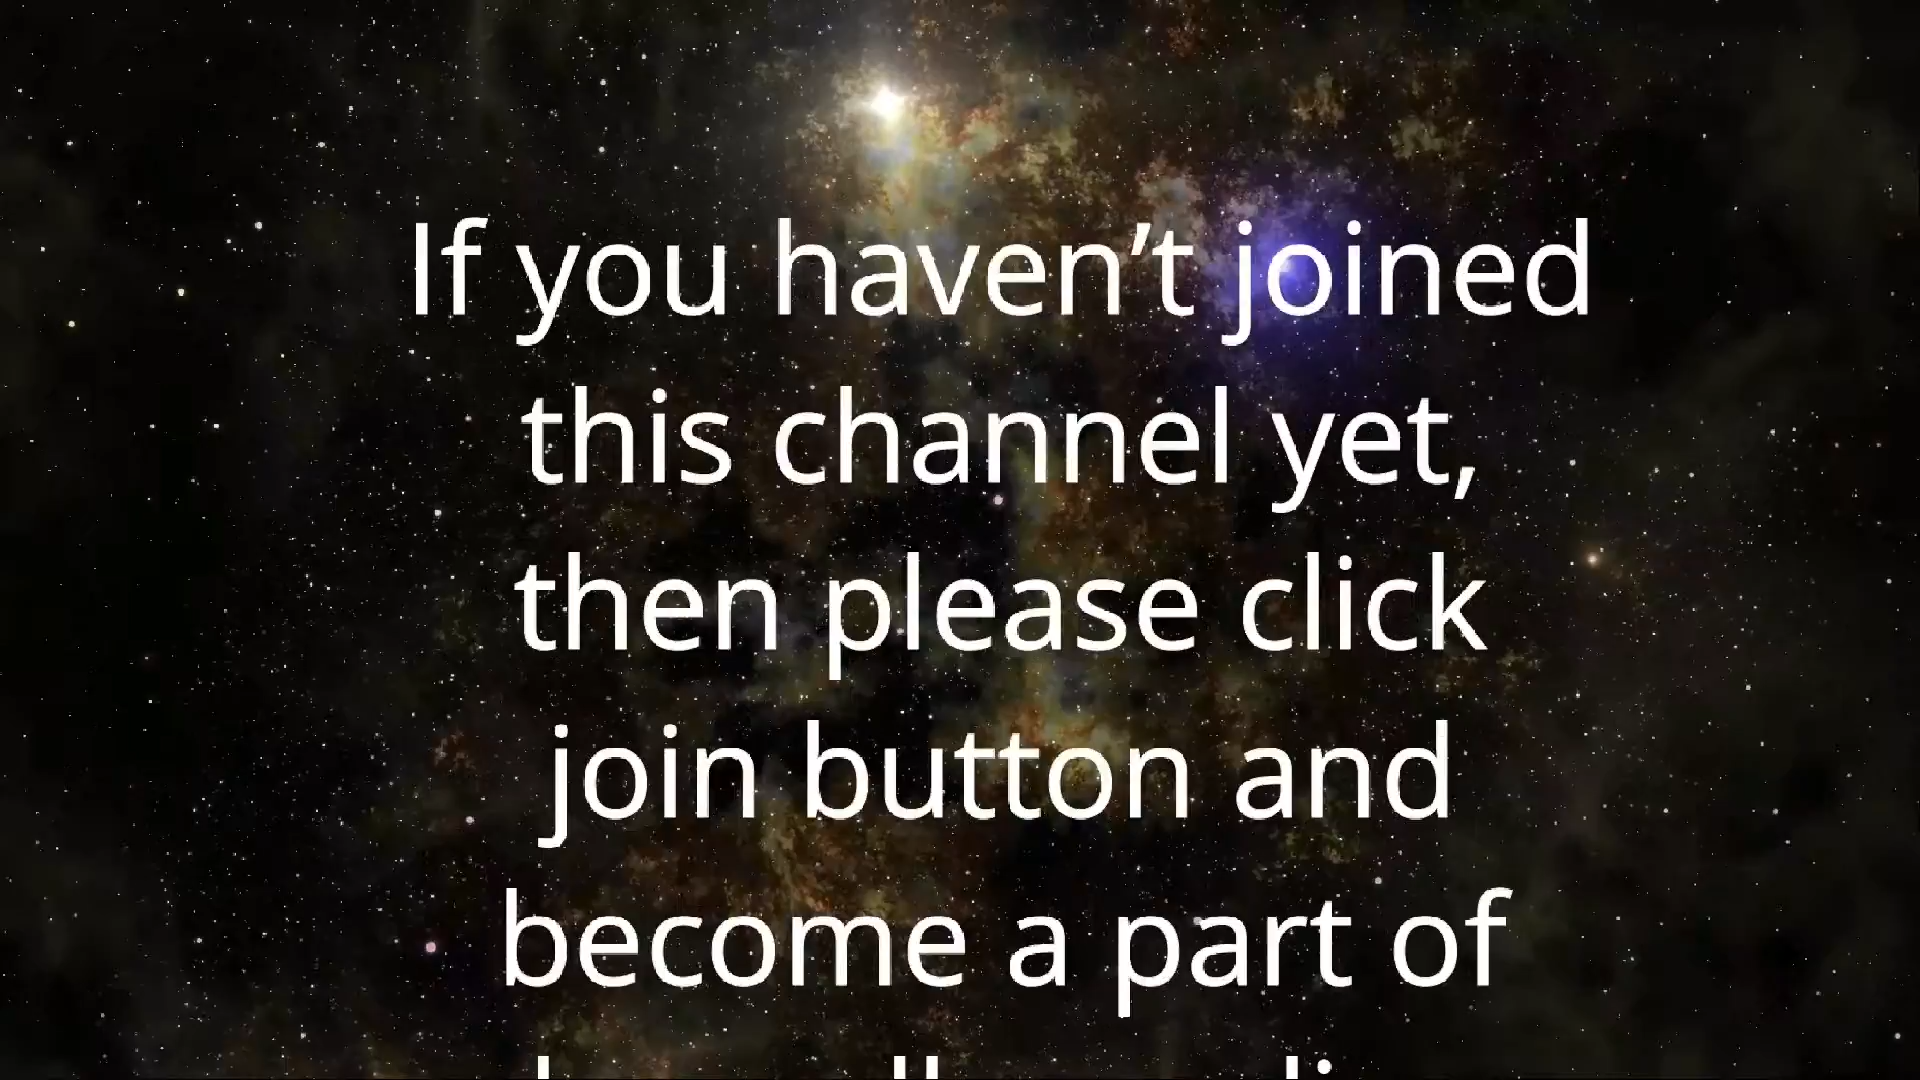 If you haven’t joined
this channel yet,
then please click
join button and
become a part of